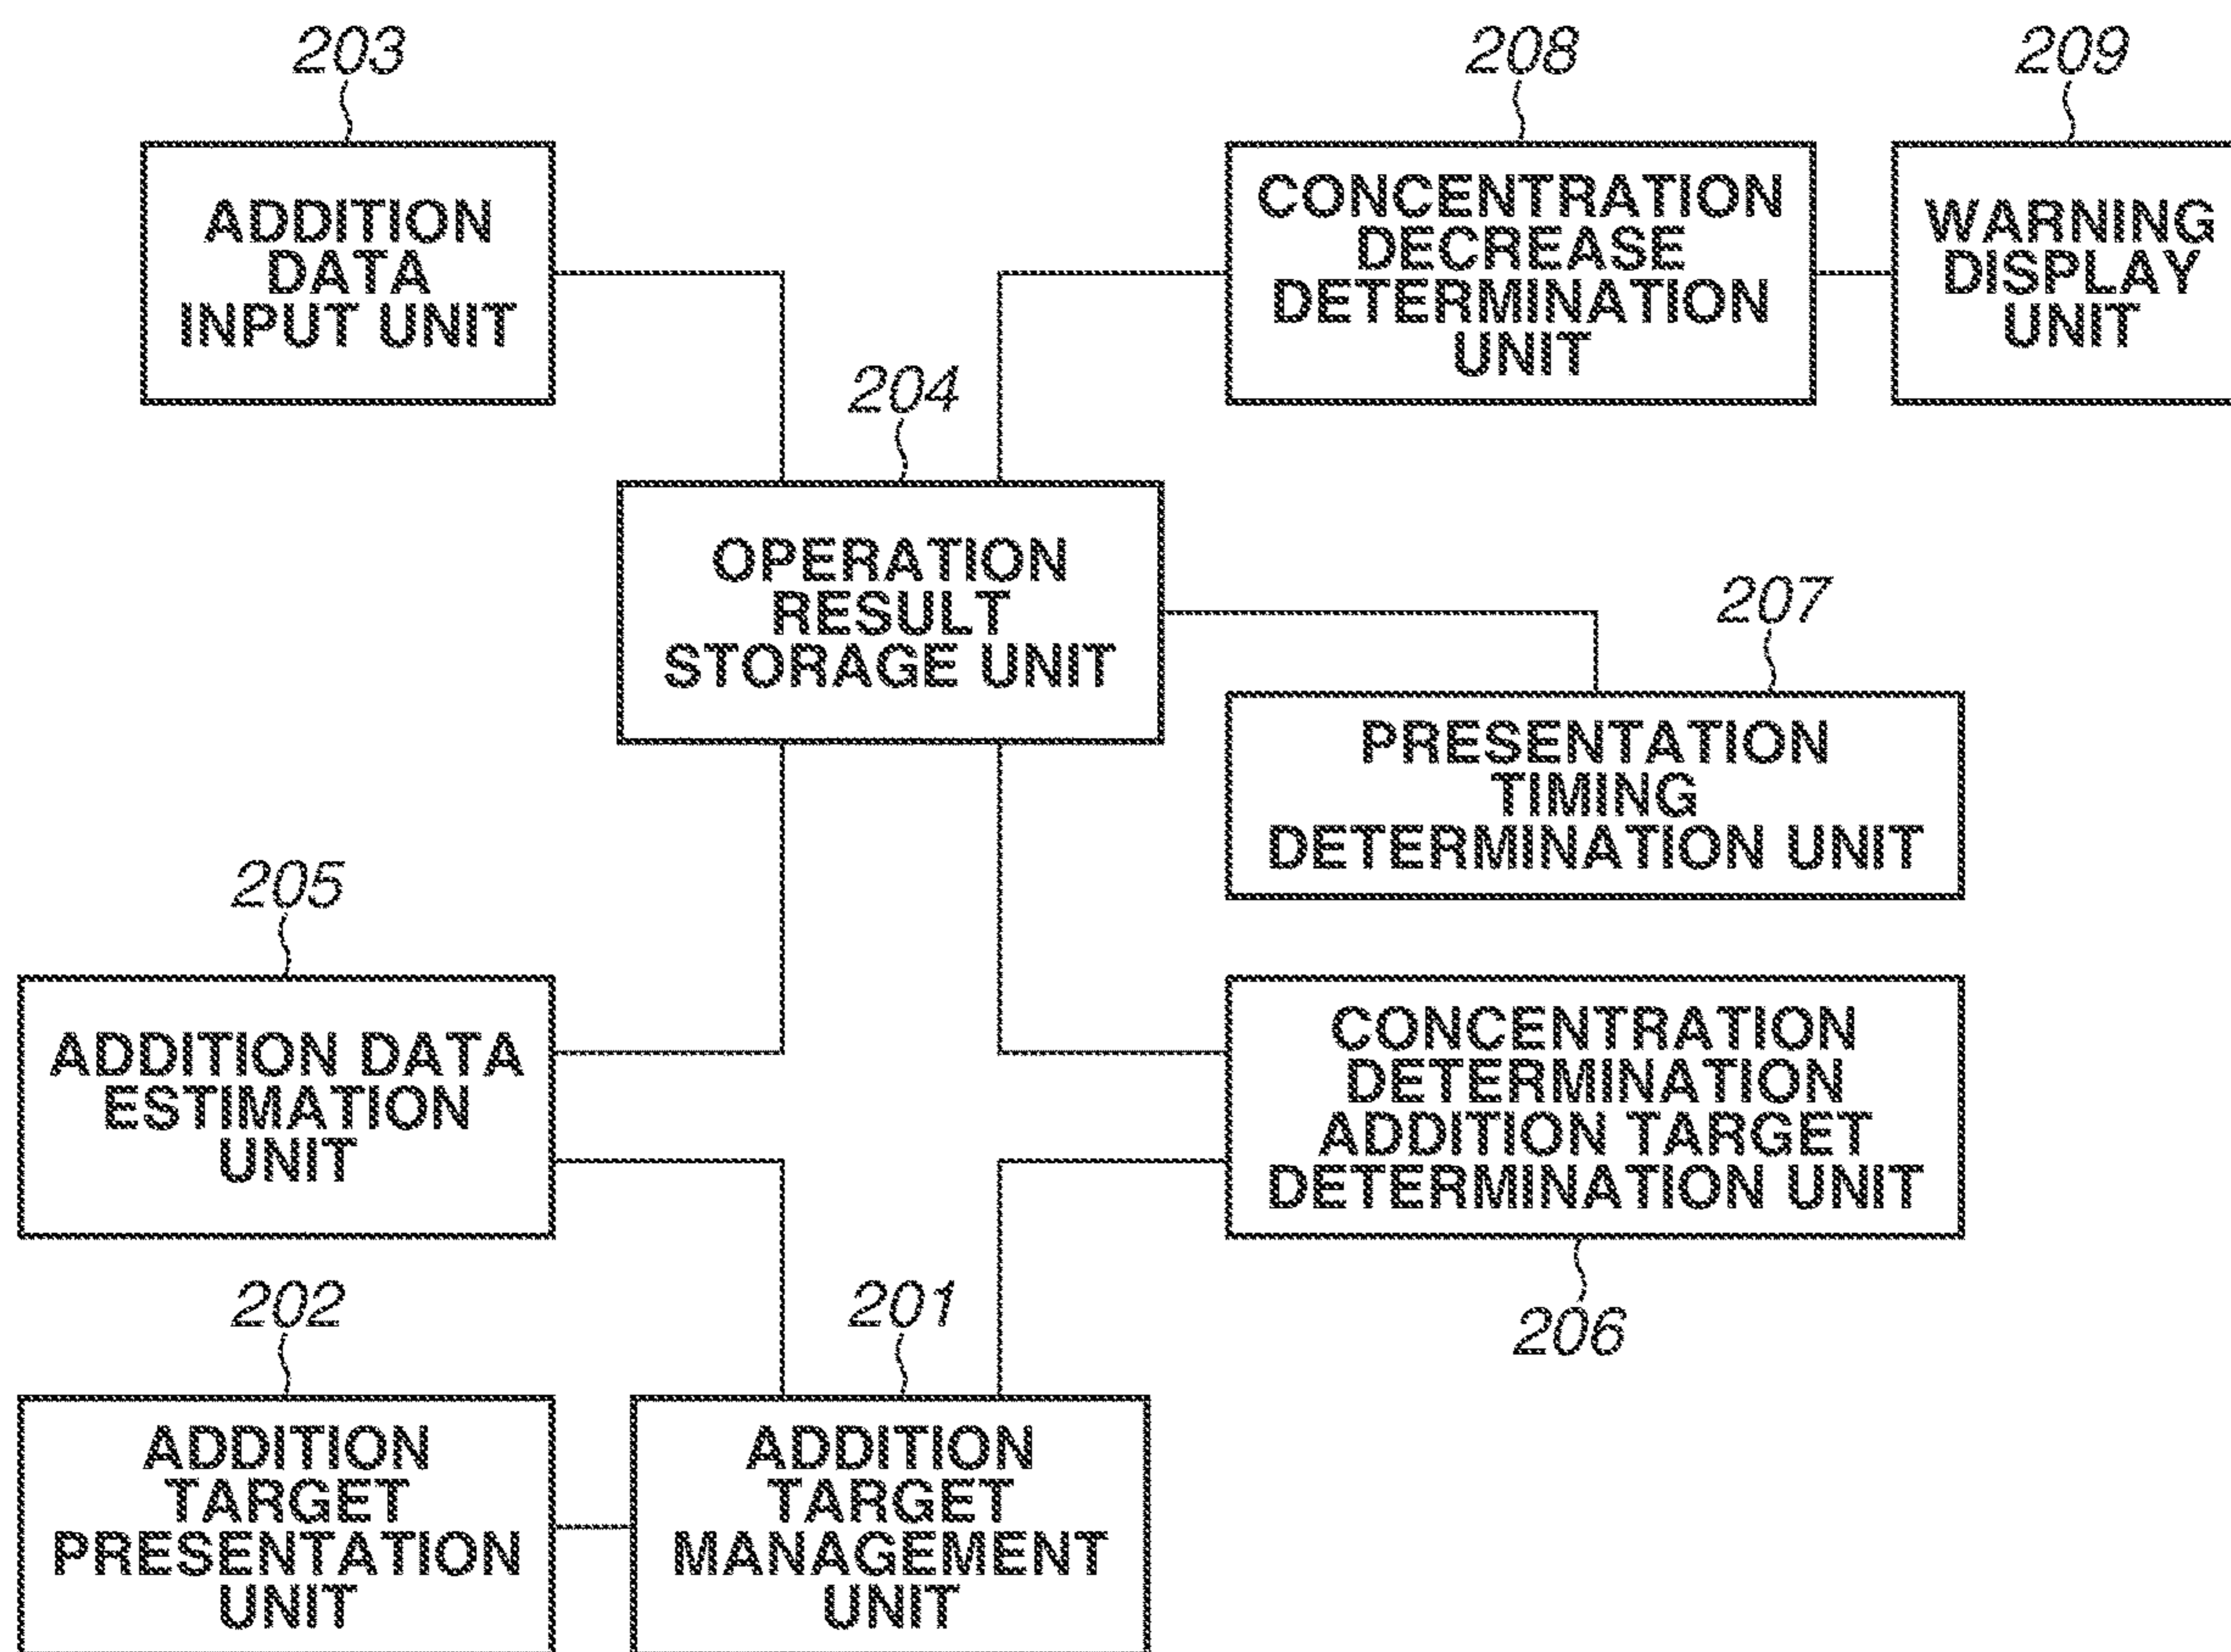 203
ADDITION
DATA
INPUT UNIT
208
CONCENTRATION
DECREASE
DETERMINATION
UNIT
209
WARNING
DISPLAY
UNIT
204
OPERATION
RESULT
STORAGE UNIT
207
PRESENTATION
TIMING
DETERMINATION UNIT
205
ADDITION DATA
ESTIMATION
UNIT
CONCENTRATION
DETERMINATION
ADDITION TARGET
DETERMINATION UNIT
206
202
ADDITION
TARGET
PRESENTATION
UNIT
201
ADDITION
TARGET
MANAGEMENT
UNIT